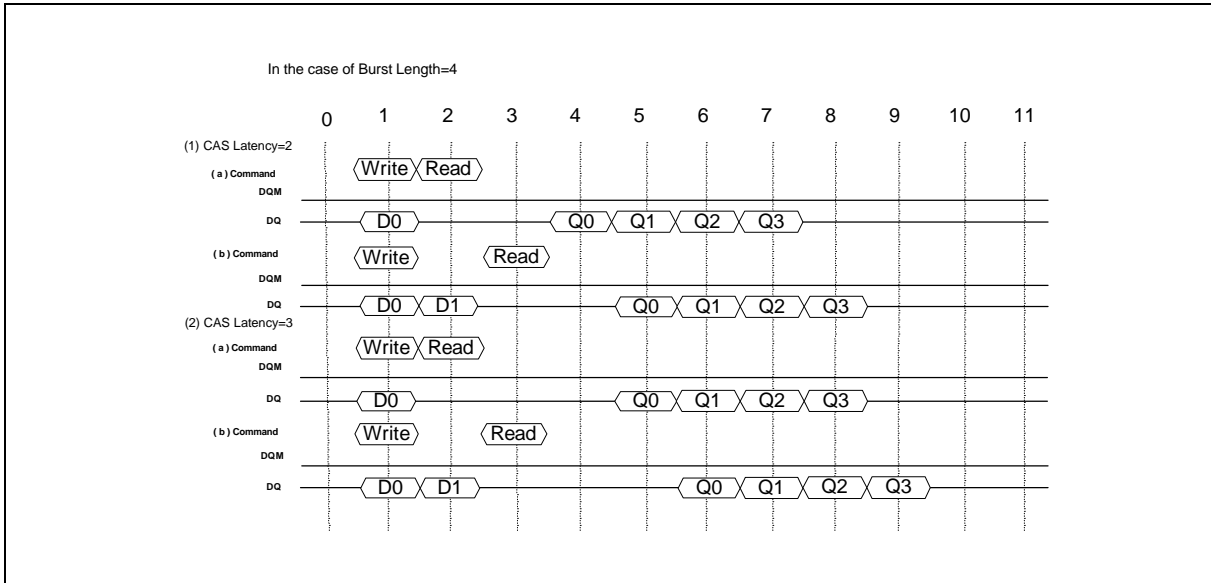 In the case of Burst Length=4
0 1 2 3 4 5 6 7 8 9 10 11
(1) CAS Latency=2
( a ) Command Write Read
DQM
DQ D0 Q0 Q1 Q2 Q3
( b ) Command Write Read
DQM
DQ D0 D1 Q0 Q1 Q2 Q3
(2) CAS Latency=3
( a ) Command Write Read
DQM
DQ D0 Q0 Q1 Q2 Q3
( b ) Command Write Read
DQM
DQ D0 D1 Q0 Q1 Q2 Q3